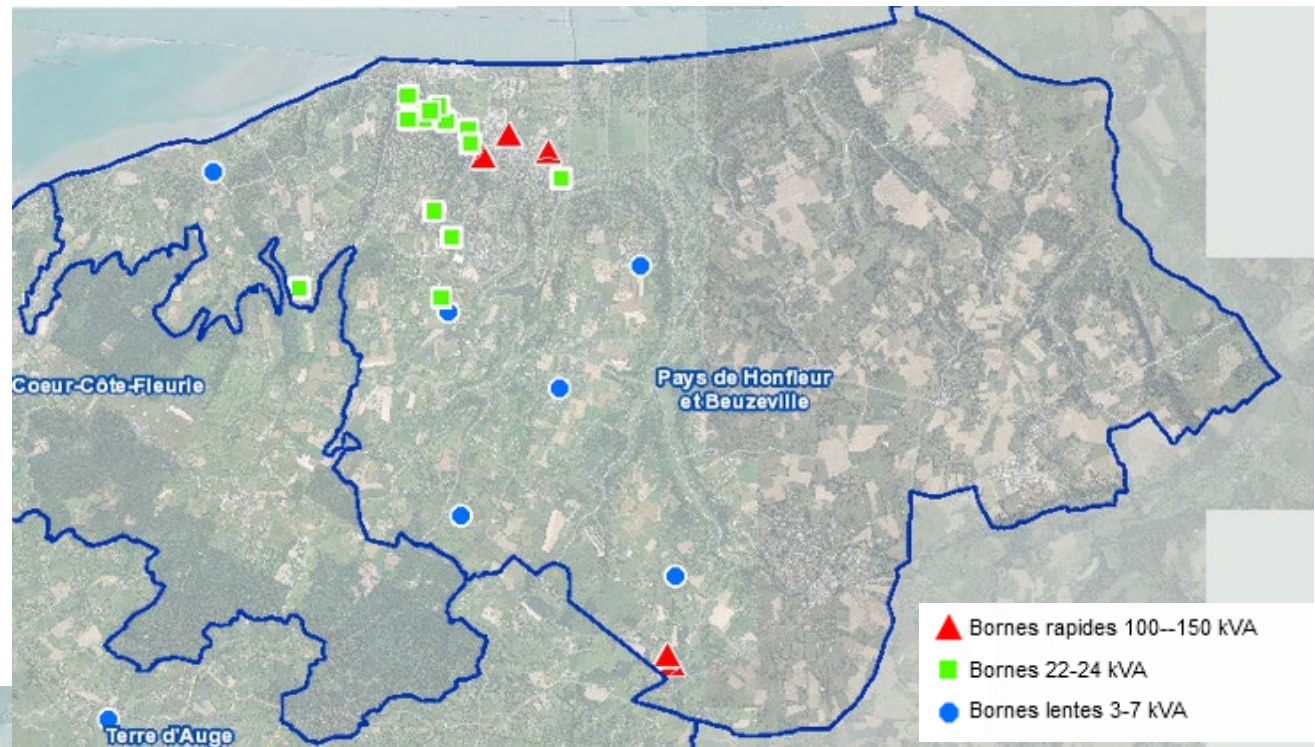 Coeur-Côte-Fleurie
Pays de Honfleur
et Beuzeville
Terre d'Auge
Bornes rapides 100--150 kVA
Bornes 22-24 kVA
Bornes lentes 3-7 kVA